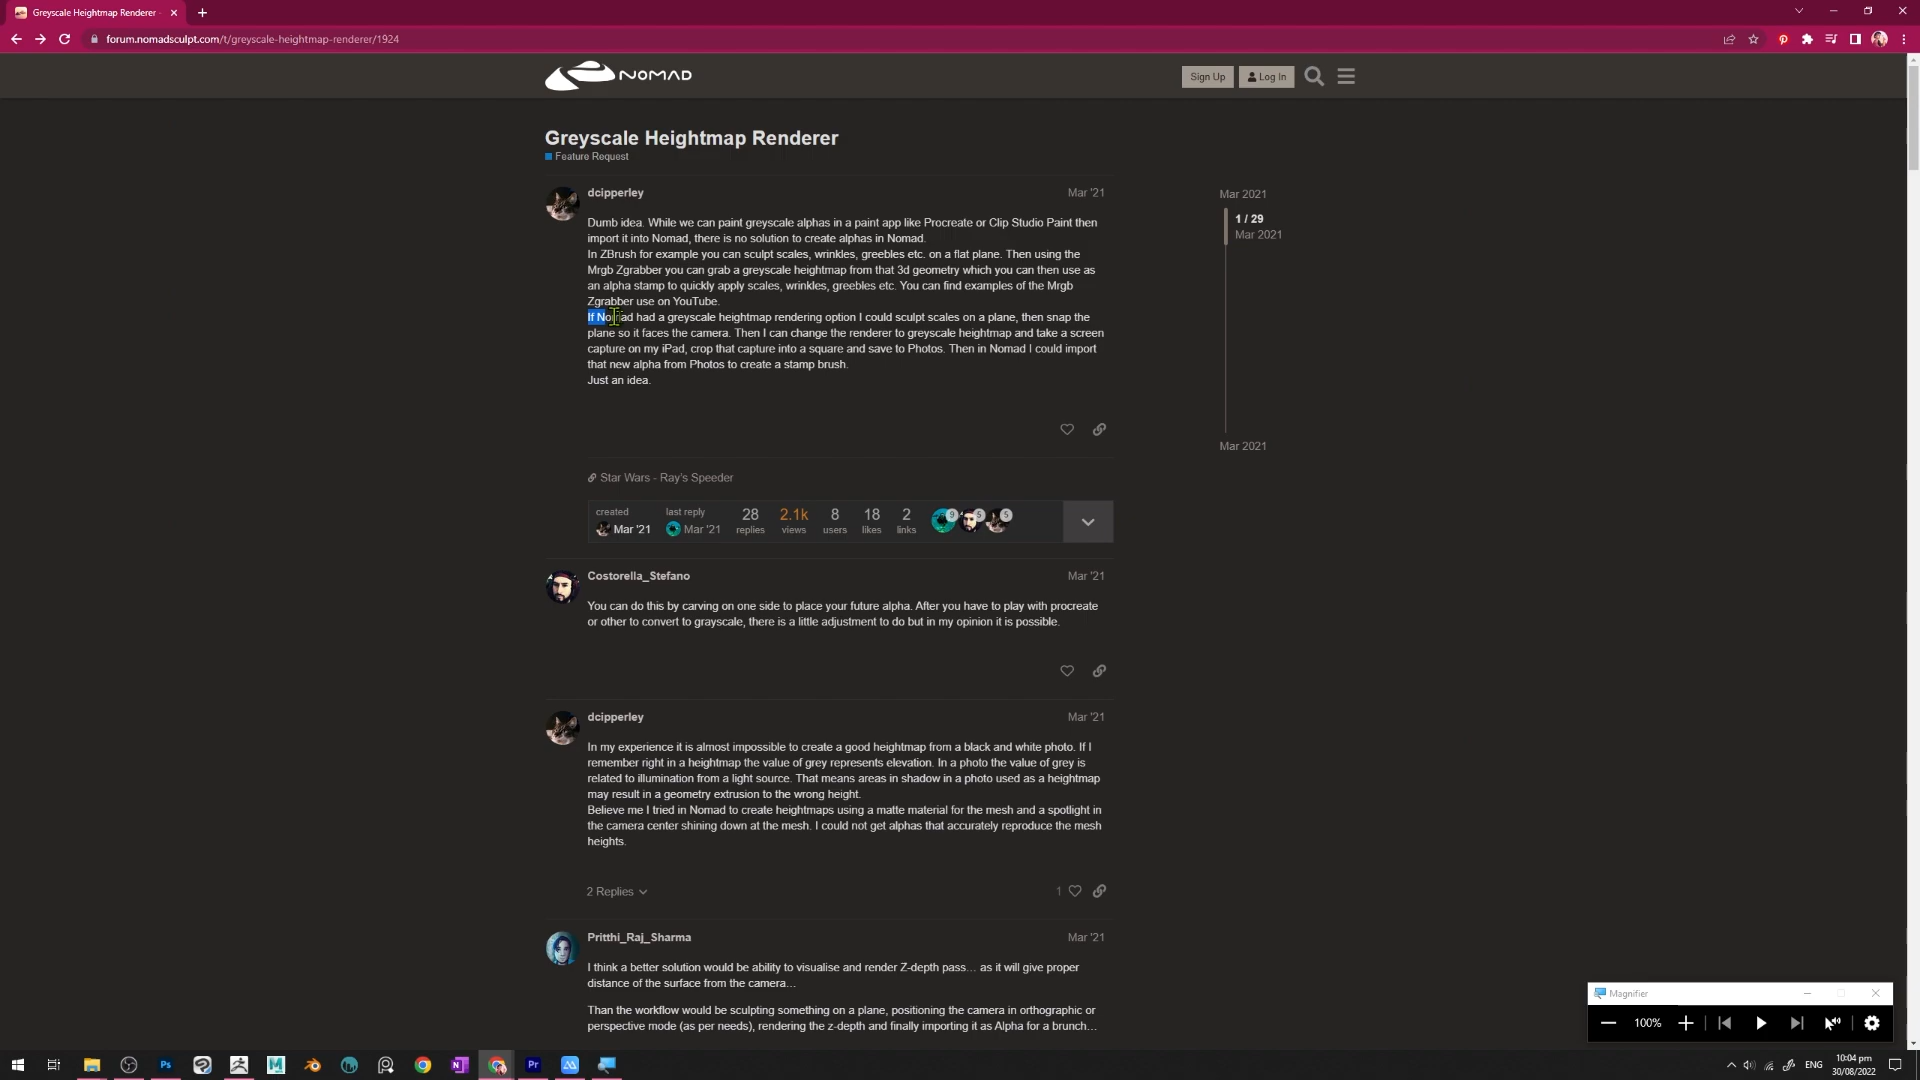 Greyscale Heightmap Renderer -
forum.nomadsculpt.com/t/greyscale-heightmap-renderer/1924
NOMAD
Sign Up
Log In
Greyscale Heightmap Renderer
Feature Request
dcipperley
Mar '21
Dumb idea. While we can paint greyscale alphas in a paint app like Procreate or Clip Studio Paint then
import it into Nomad, there is no solution to create alphas in Nomad.
In ZBrush for example you can sculpt scales, wrinkles, greebles etc. on a flat plane. Then using the
Mrgb Zgrabber you can grab a greyscale heightmap from that 3d geometry which you can then use as
an alpha stamp to quickly apply scales, wrinkles, greebles etc. You can find examples of the Mrgb
Zgrabber use on YouTube.
If Nomad had a greyscale heightmap rendering option I could sculpt scales on a plane, then snap the
plane so it faces the camera. Then I can change the renderer to greyscale heightmap and take a screen
capture on my iPad, crop that capture into a square and save to Photos. Then in Nomad I could import
that new alpha from Photos to create a stamp brush.
Just an idea.
Mar 2021
1 / 29
Mar 2021
Mar 2021
Star Wars - Ray's Speeder
created
Mar '21
last reply
Mar '21
28
replies
2.1k
views
8
users
18
likes
2
links
9
5
5
Costorella_Stefano
Mar '21
You can do this by carving on one side to place your future alpha. After you have to play with procreate
or other to convert to grayscale, there is a little adjustment to do but in my opinion it is possible.
dcipperley
Mar '21
In my experience it is almost impossible to create a good heightmap from a black and white photo. If I
remember right in a heightmap the value of grey represents elevation. In a photo the value of grey is
related to illumination from a light source. That means areas in shadow in a photo used as a heightmap
may result in a geometry extrusion to the wrong height.
Believe me I tried in Nomad to create heightmaps using a matte material for the mesh and a spotlight in
the camera center shining down at the mesh. I could not get alphas that accurately reproduce the mesh
heights.
2 Replies
1
Pritthi_Raj_Sharma
Mar '21
I think a better solution would be ability to visualise and render Z-depth pass… as it will give proper
distance of the surface from the camera…
Than the workflow would be sculpting something on a plane, positioning the camera in orthographic or
perspective mode (as per needs), rendering the z-depth and finally importing it as Alpha for a brunch…
Magnifier
100%
Ps
N
Pr
ENG
10:04 pm
30/08/2022